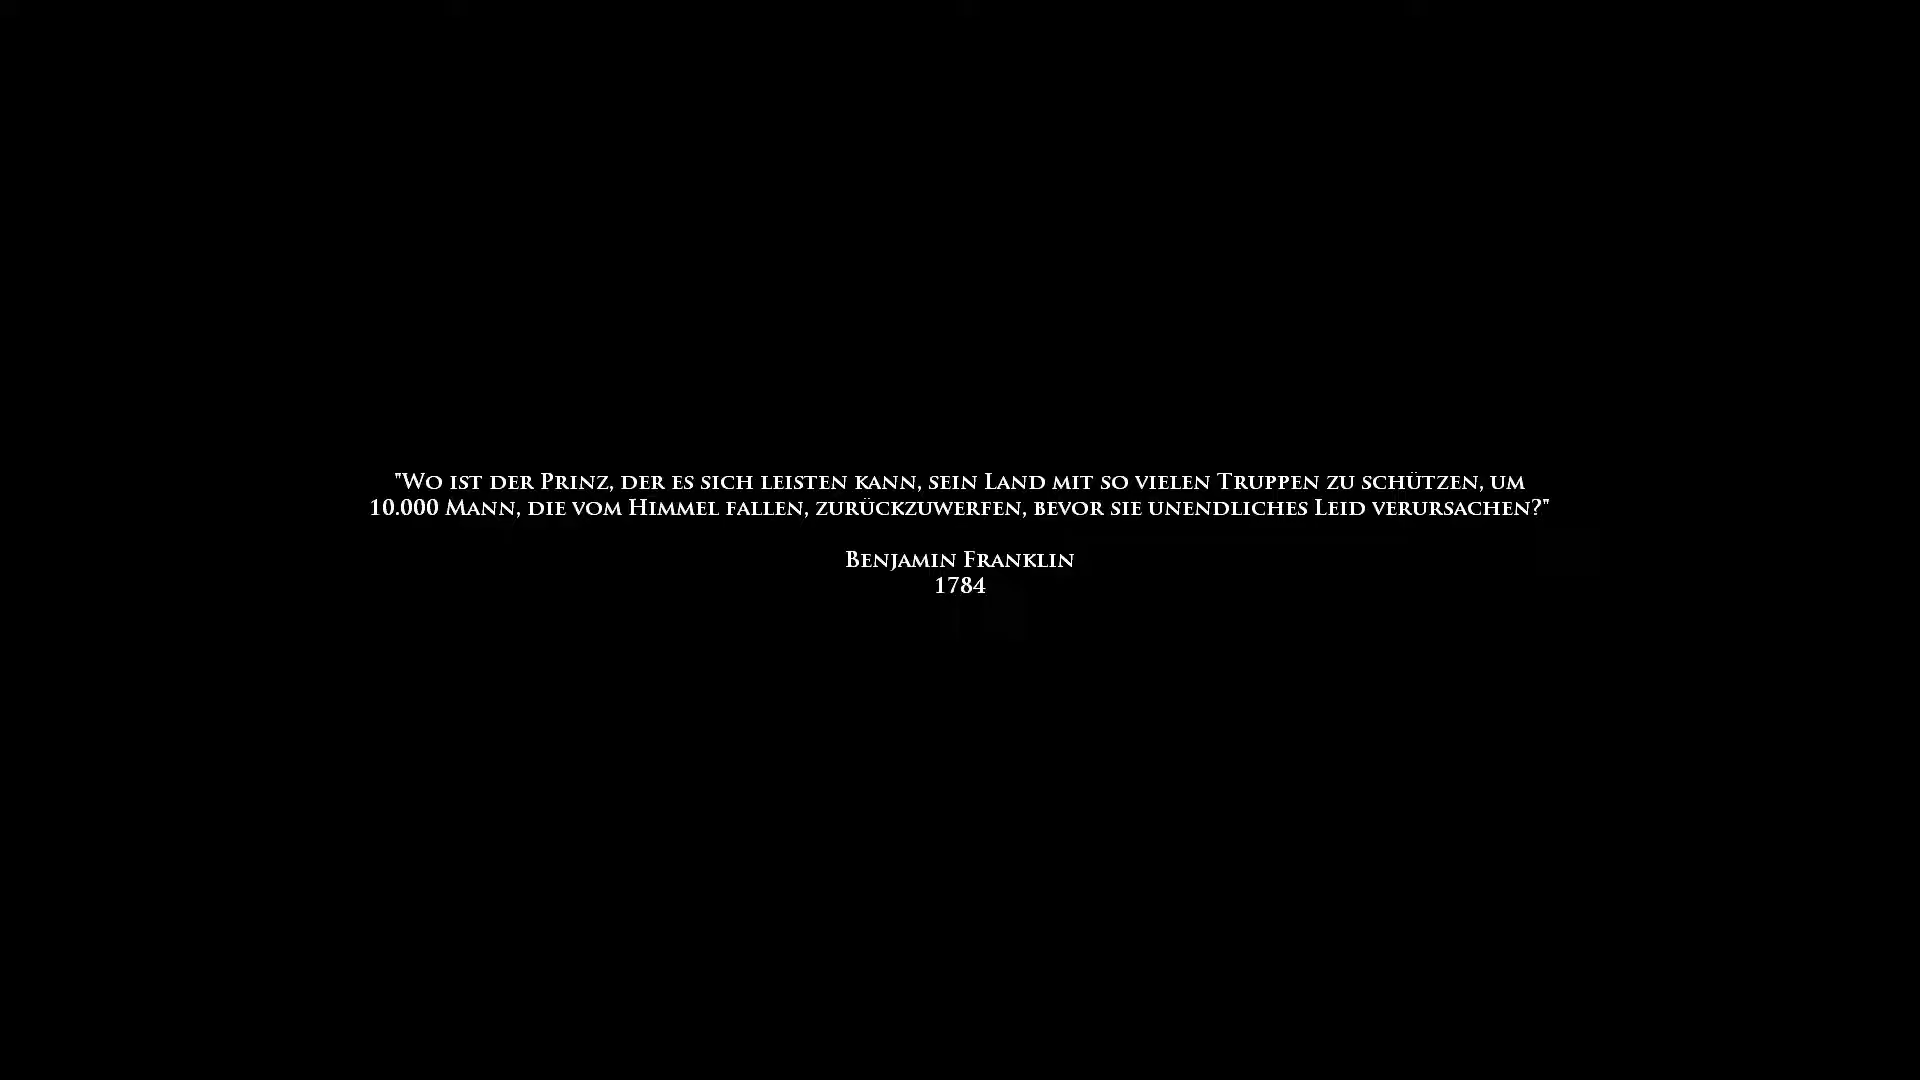 "Wo ist der Prinz, der es sich leisten kann, sein Land mit so vielen Truppen zu schützen, um
10.000 Mann, die vom Himmel fallen, zurückzuwerfen, bevor sie unendliches Leid verursachen?"
Benjamin Franklin
1784